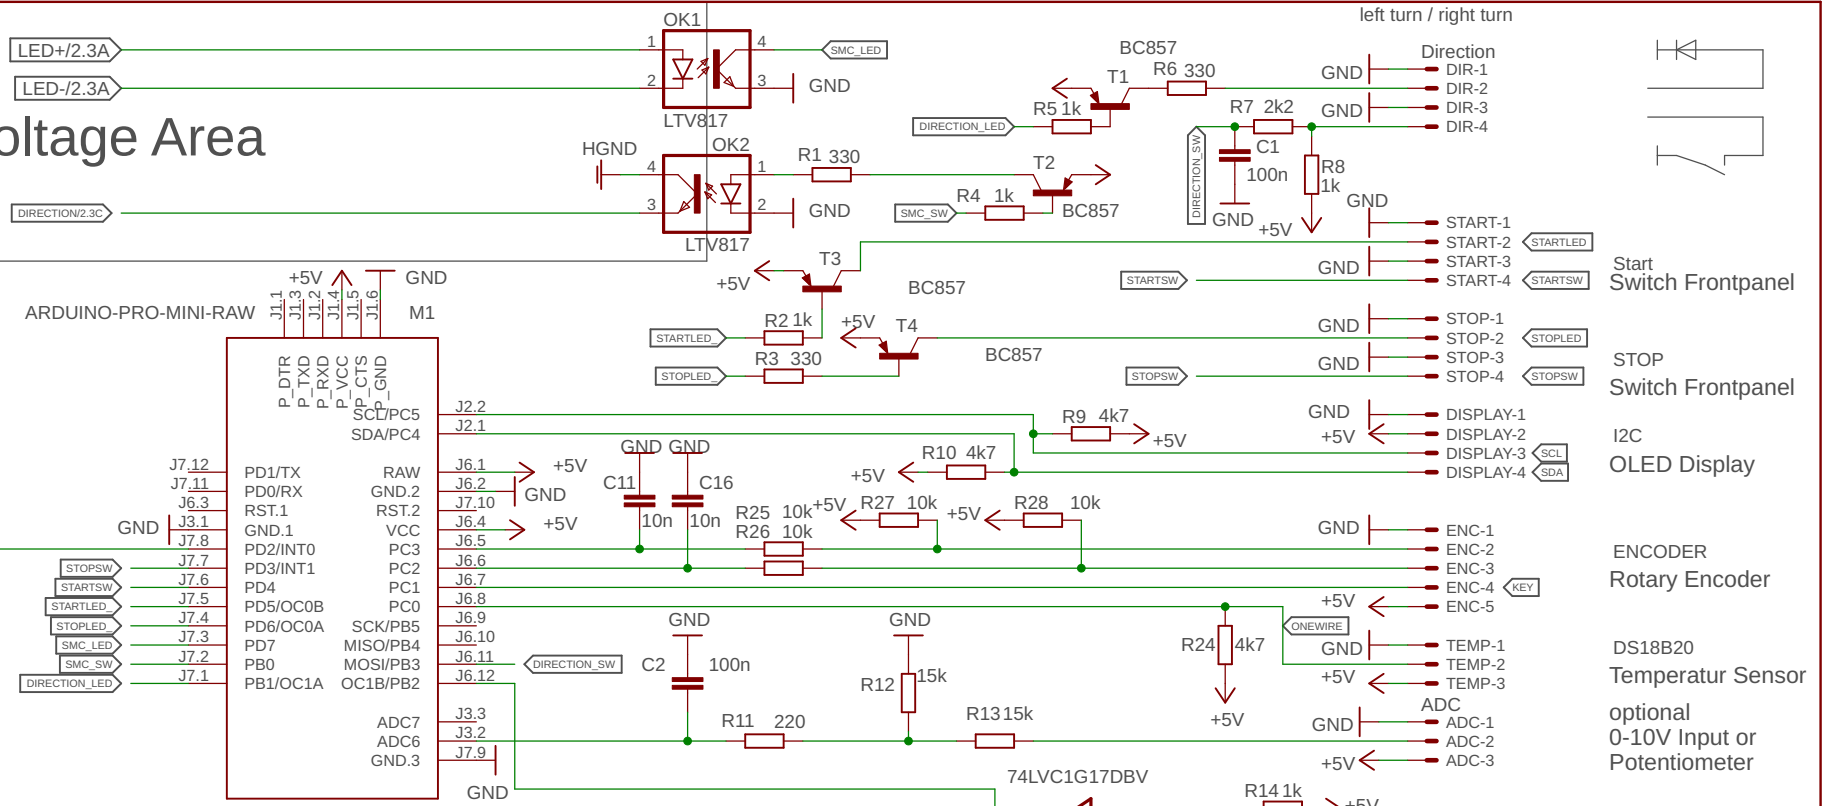 left turn / right turn
OK1
LED+/2.3A
1
4
SMC_LED
BC857
Direction
LED-/2.3A
2
3
GND
T1
R6 330
GND
DIR-1
DIR-2
R5 1k
R7 2k2
GND
DIR-3
LTV817
DIRECTION_LED
DIR-4
oltage Area
OK2
HGND
4
1
R1 330
T2
DIRECTION_SW
C1
100n
R8
1k
DIRECTION/2.3C
3
2
GND
R4 1k
SMC_SW
BC857
GND
+5V
GND
START-1
LTV817
START-2
STARTLED
T3
GND
START-3
Start
+5V
STARTSW
START-4
STARTSW
Switch Frontpanel
+5V
GND
BC857
J1.1
J1.3
J1.2
J1.4
J1.5
J1.6
ARDUINO-PRO-MINI-RAW
M1
R2 1k
+5V
T4
GND
STOP-1
STARTLED_
STOP-2
STOPLED
R3 330
BC857
GND
STOP-3
STOP
STOPLED_
STOPSW
STOP-4
STOPSW
Switch Frontpanel
P_DTR
P_TXD
P_RXD
P_VCC
P_CTS
P_GND
SCL/PC5
J2.2
R9 4k7
GND
DISPLAY-1
SDA/PC4
J2.1
+5V
+5V
DISPLAY-2
I2C
GND
GND
R10 4k7
DISPLAY-3
SCL
J7.12
PD1/TX
RAW
J6.1
+5V
+5V
DISPLAY-4
SDA
OLED Display
J7.11
PD0/RX
GND.2
J6.2
GND
C11
C16
J6.3
RST.1
RST.2
J7.10
10n
10n
R25 10k
+5V
R27 10k
+5V
R28 10k
GND
J3.1
GND.1
VCC
J6.4
+5V
R26 10k
GND
ENC-1
J7.8
PD2/INT0
PC3
J6.5
ENC-2
ENCODER
STOPSW
J7.7
PD3/INT1
PC2
J6.6
ENC-3
Rotary Encoder
STARTSW
J7.6
PD4
PC1
J6.7
ENC-4
KEY
STARTLED_
J7.5
PD5/OC0B
PC0
J6.8
+5V
ENC-5
STOPLED_
J7.4
PD6/OC0A
SCK/PB5
J6.9
GND
GND
ONEWIRE
SMC_LED
J7.3
PD7
MISO/PB4
J6.10
R24 4k7
GND
TEMP-1
DS18B20
SMC_SW
J7.2
PB0
MOSI/PB3
J6.11
DIRECTION_SW
C2 100n
TEMP-2
Temperatur Sensor
DIRECTION_LED
J7.1
PB1/OC1A
OC1B/PB2
J6.12
R12 15k
+5V
TEMP-3
ADC
ADC7
J3.3
R11 220
R13 15k
+5V
GND
ADC-1
optional
ADC6
J3.2
ADC-2
0-10V Input or
GND.3
J7.9
+5V
ADC-3
Potentiometer
GND
74LVC1G17DBV
R14 1k
+5V